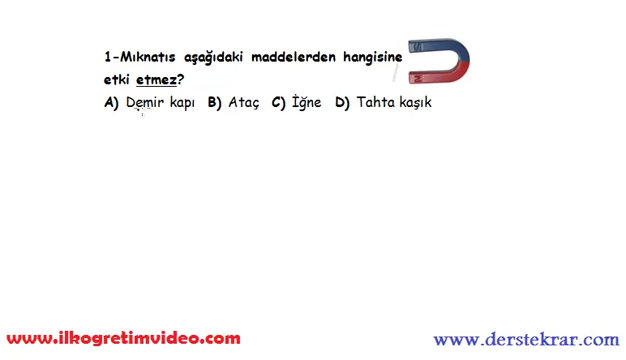 1-Mıknatıs aşağıdaki maddelerden hangisine
etki etmez?
A) Demir kapı B) Ataç C) İğne D) Tahta kaşık
www.ilkogretimvideo.com
www.derstekrar.com